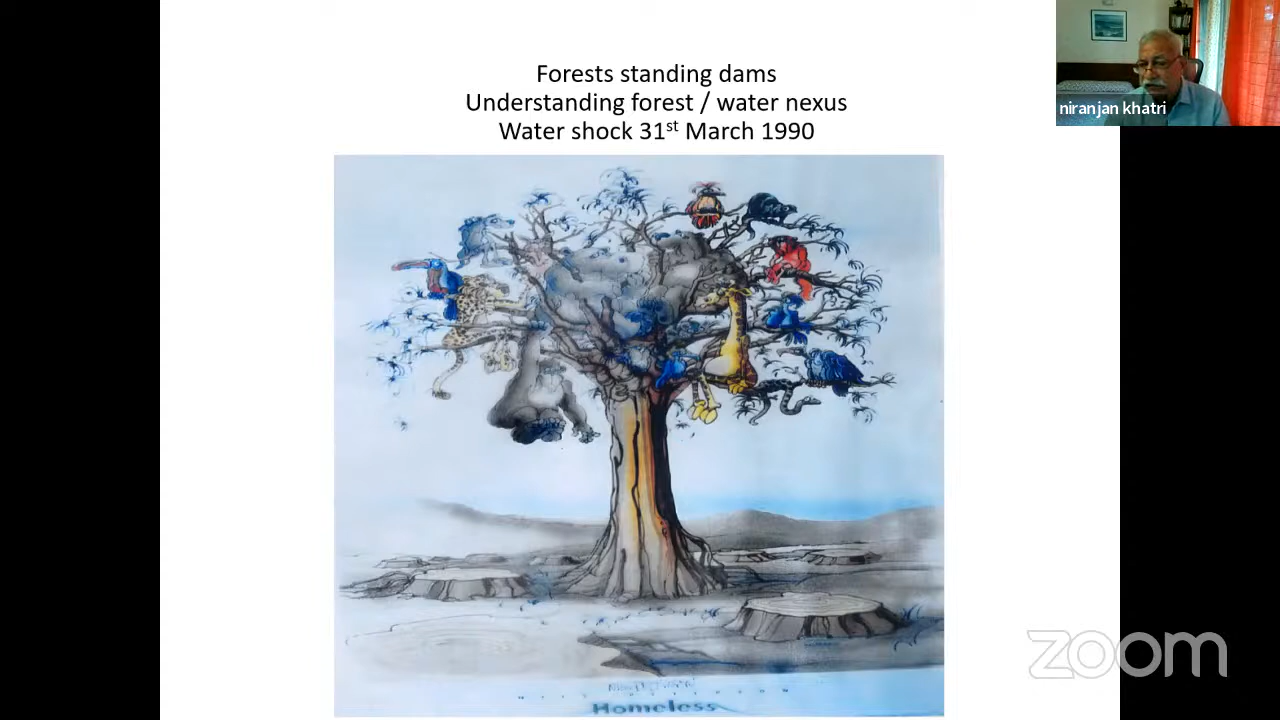 Forests standing dams
Understanding forest / water nexus
Water shock 31st March 1990
niranjan khatri
zoom
Homeless